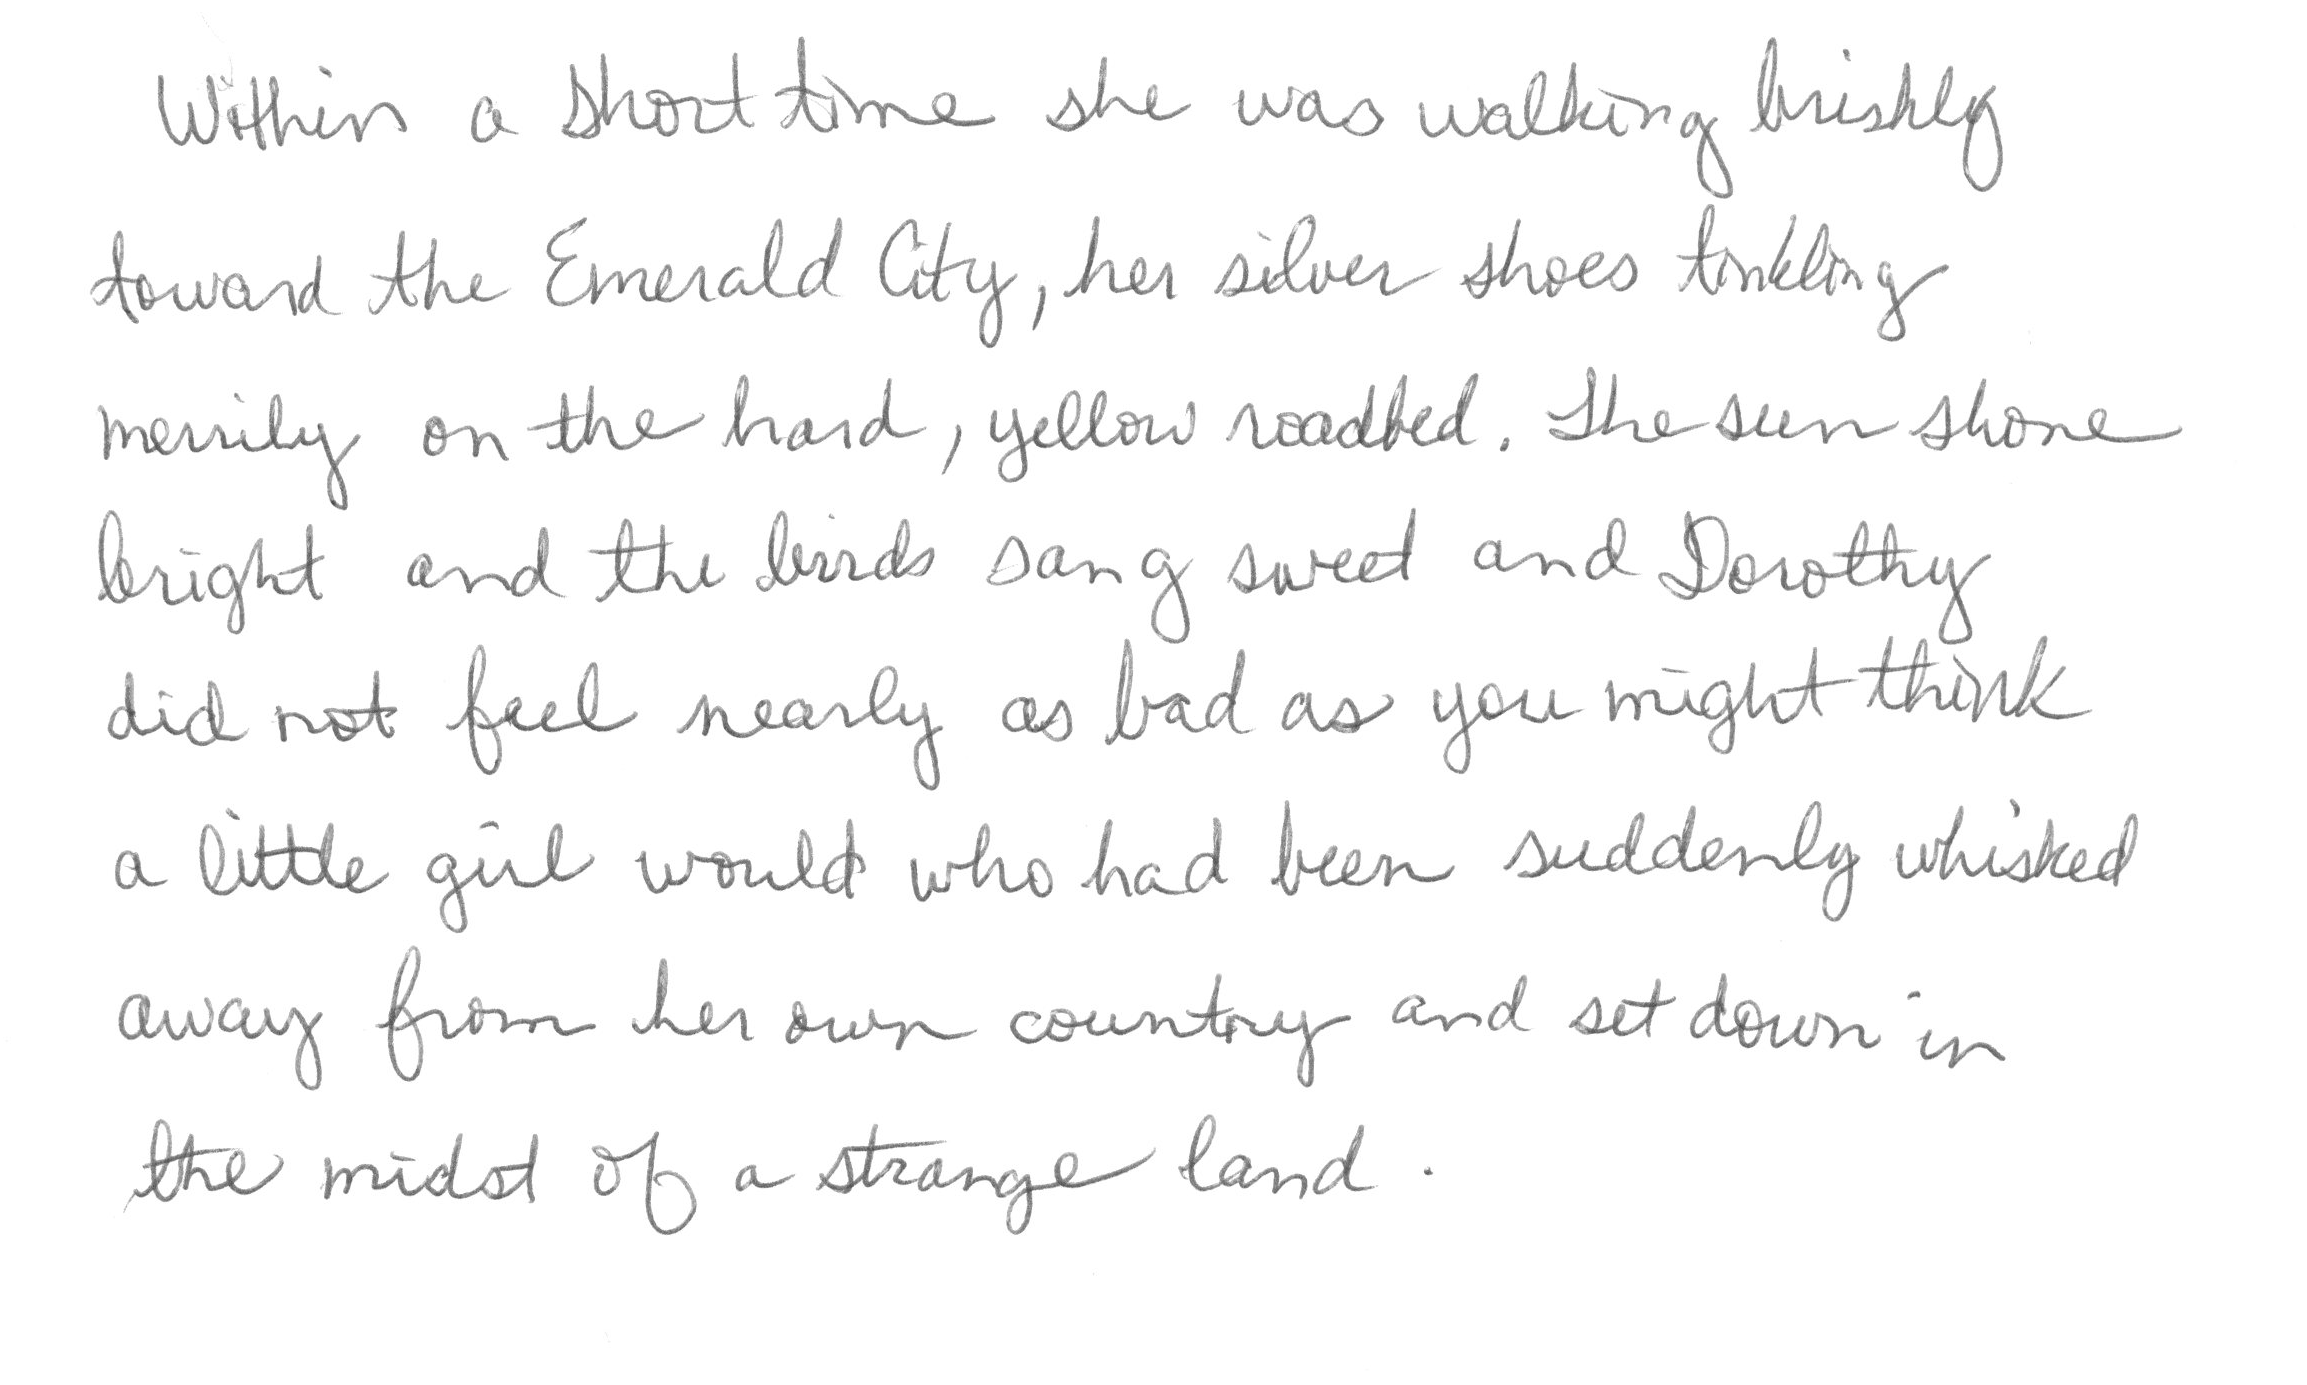 Within a short time she was walking briskly
toward the Emerald City, her silver shoes tinkling
merrily on the hard, yellow roadbed. The sun shone
bright and the birds sang sweet and Dorothy
did not feel nearly as bad as you might think
a little girl would who had been suddenly whisked
away from her own country and set down in
the midst of a strange land.